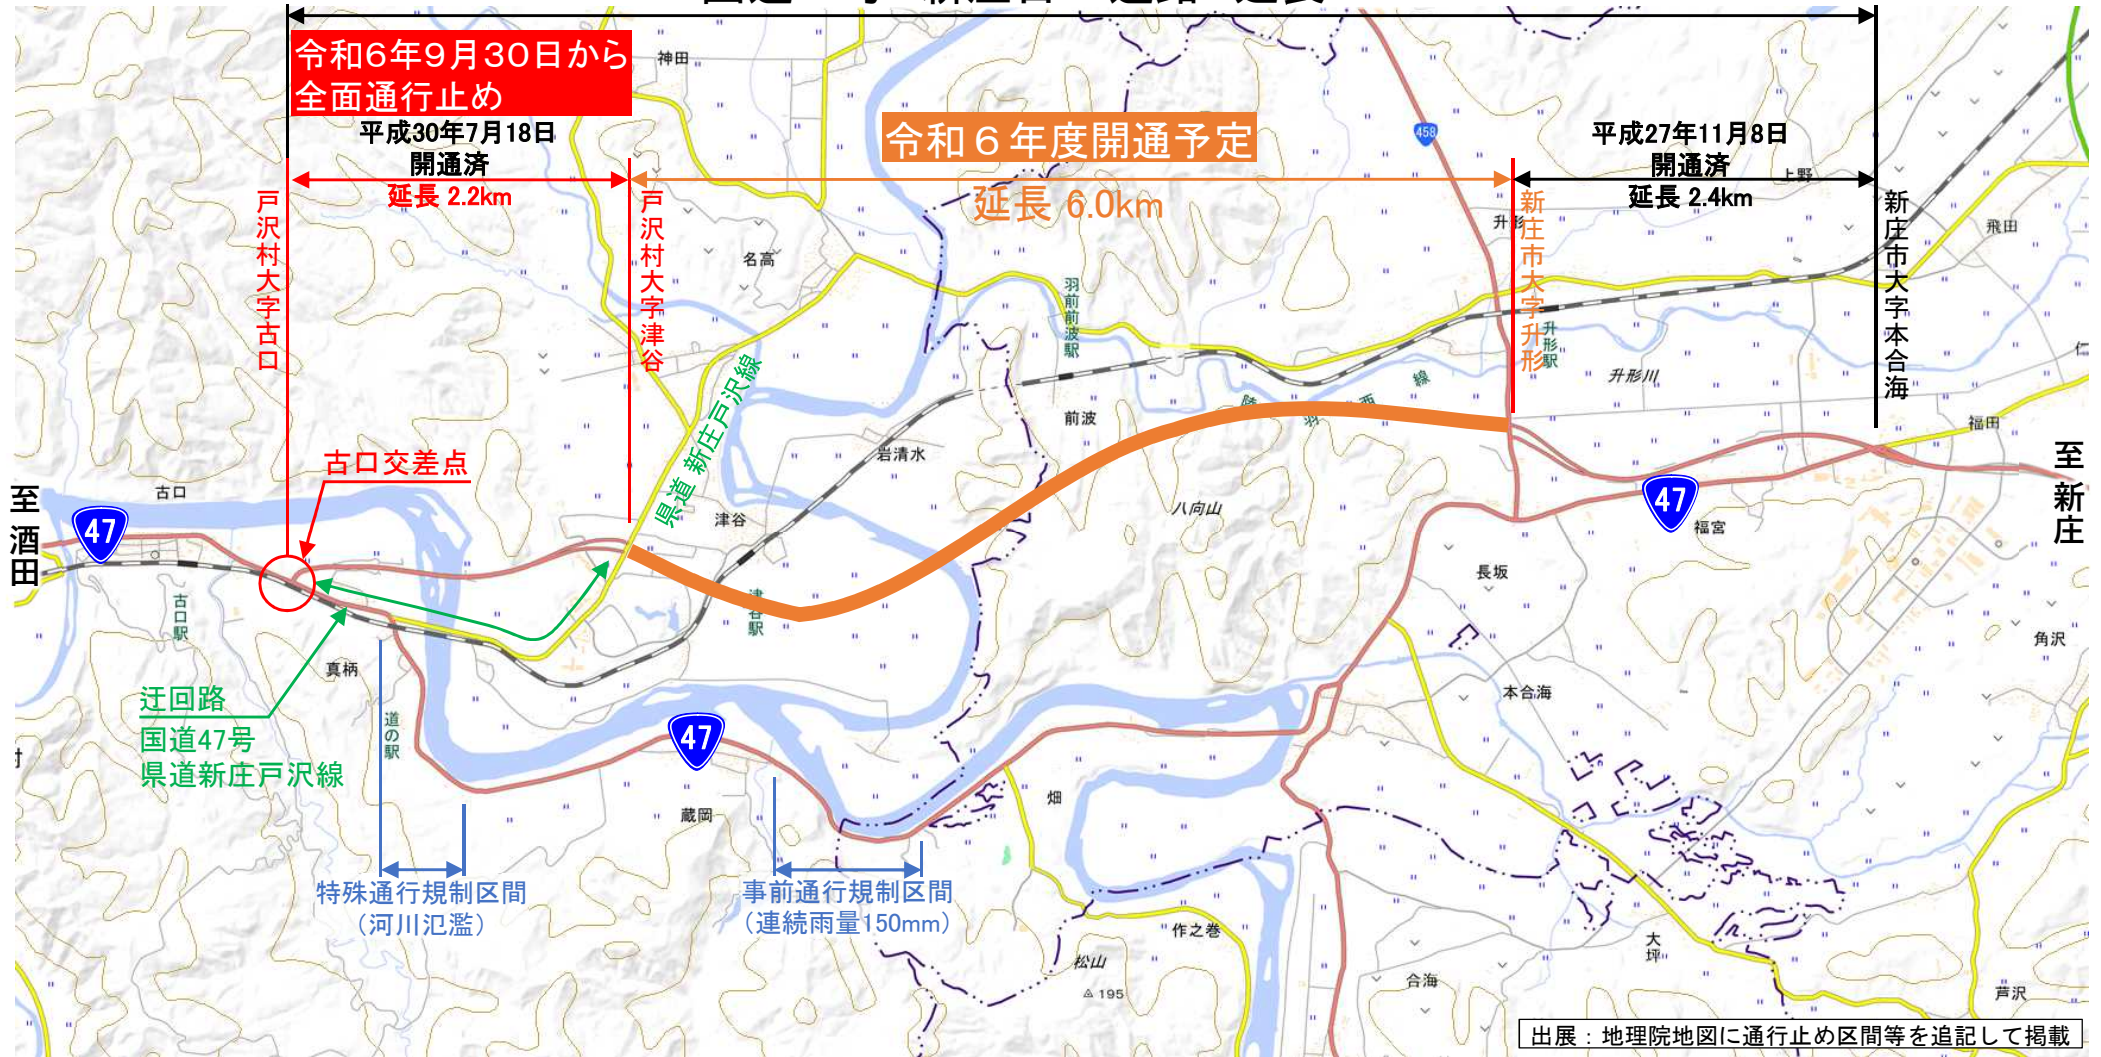 令和6年9月30日から
全面通行止め
平成30年7月18日
開通済
延長 2.2km
令和６年度開通予定
延長 6.0km
平成27年11月8日
開通済
延長 2.4km
戸沢村大字古口
戸沢村大字津谷
新庄市大字升形
新庄市大字本合海
神田
458
上野
升形
飛田
名高
羽前前波駅
升形駅
升形川
県道 新庄戸沢線
前波
陸羽西線
岩清水
福田
古口交差点
至酒田
古口
47
津谷
八向山
47
福宮
至新庄
長坂
古口駅
津谷駅
角沢
真柄
迂回路
国道47号
県道新庄戸沢線
道の駅
47
本合海
畑
蔵岡
特殊通行規制区間
（河川氾濫）
事前通行規制区間
（連続雨量150mm）
作之巻
大坪
松山
195
合海
芦沢
出展：地理院地図に通行止め区間等を追記して掲載